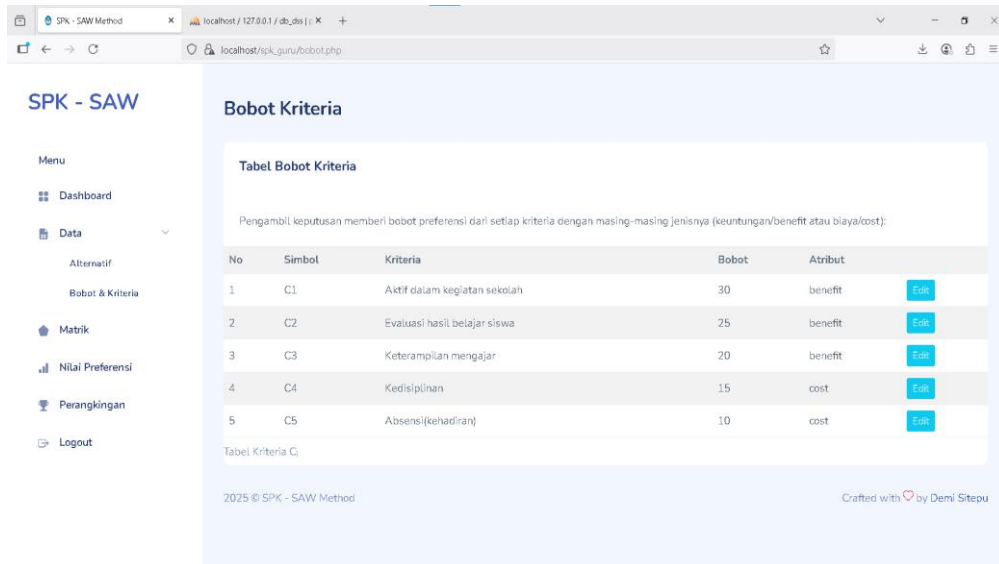 SPK - SAW Method
localhost / 127.0.0.1 / db_dss | p
localhost/spk_guru/bobot.php
SPK - SAW
Menu
Dashboard
Data
Alternatif
Bobot & Kriteria
Matrik
Nilai Preferensi
Perangkingan
Logout
Bobot Kriteria
Tabel Bobot Kriteria
Pengambil keputusan memberi bobot preferensi dari setiap kriteria dengan masing-masing jenisnya (keuntungan/benefit atau biaya/cost):
No Simbol Kriteria Bobot Atribut
1 C1 Aktif dalam kegiatan sekolah 30 benefit Edit
2 C2 Evaluasi hasil belajar siswa 25 benefit Edit
3 C3 Keterampilan mengajar 20 benefit Edit
4 C4 Kedisiplinan 15 cost Edit
5 C5 Absensi(kehadiran) 10 cost Edit
Tabel Kriteria Ci
2025 © SPK - SAW Method
Crafted with ♡ by Demi Sitepu